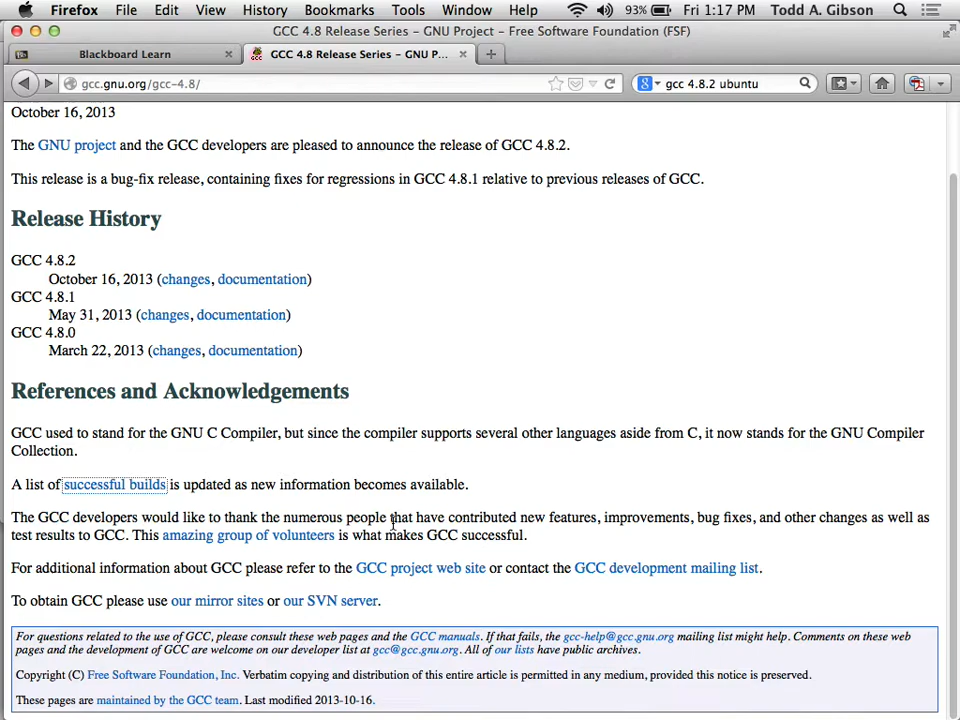 Firefox File Edit View History Bookmarks Tools Window Help 93% Fri 1:17 PM Todd A. Gibson
GCC 4.8 Release Series – GNU Project – Free Software Foundation (FSF)
Blackboard Learn × GCC 4.8 Release Series – GNU P... × +
gcc.gnu.org/gcc-4.8/ gcc 4.8.2 ubuntu
October 16, 2013
The GNU project and the GCC developers are pleased to announce the release of GCC 4.8.2.
This release is a bug-fix release, containing fixes for regressions in GCC 4.8.1 relative to previous releases of GCC.
Release History
GCC 4.8.2
October 16, 2013 (changes, documentation)
GCC 4.8.1
May 31, 2013 (changes, documentation)
GCC 4.8.0
March 22, 2013 (changes, documentation)
References and Acknowledgements
GCC used to stand for the GNU C Compiler, but since the compiler supports several other languages aside from C, it now stands for the GNU Compiler
Collection.
A list of successful builds is updated as new information becomes available.
The GCC developers would like to thank the numerous people that have contributed new features, improvements, bug fixes, and other changes as well as
test results to GCC. This amazing group of volunteers is what makes GCC successful.
For additional information about GCC please refer to the GCC project web site or contact the GCC development mailing list.
To obtain GCC please use our mirror sites or our SVN server.
For questions related to the use of GCC, please consult these web pages and the GCC manuals. If that fails, the gcc-help@gcc.gnu.org mailing list might help. Comments on these web
pages and the development of GCC are welcome on our developer list at gcc@gcc.gnu.org. All of our lists have public archives.
Copyright (C) Free Software Foundation, Inc. Verbatim copying and distribution of this entire article is permitted in any medium, provided this notice is preserved.
These pages are maintained by the GCC team. Last modified 2013-10-16.